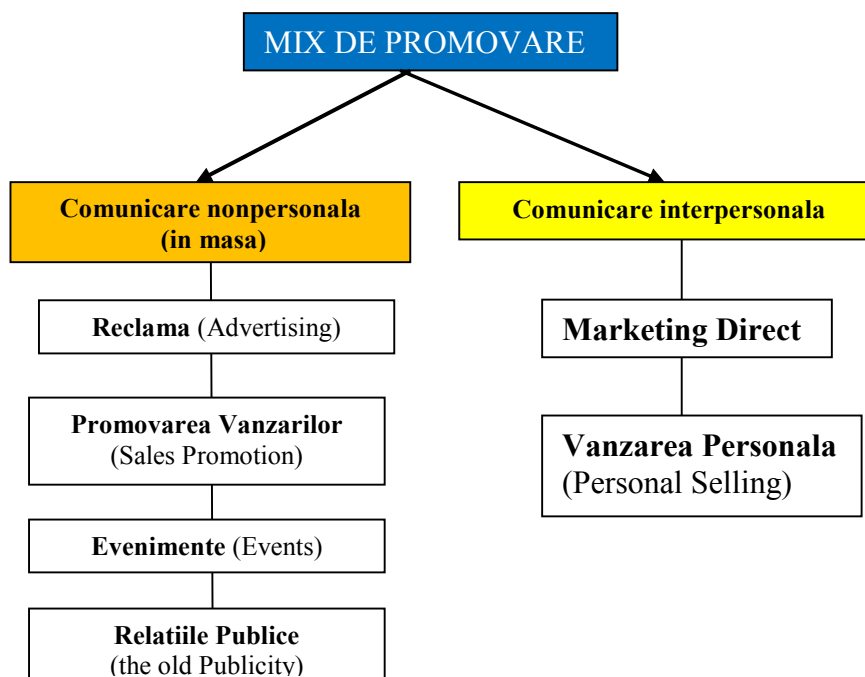 MIX DE PROMOVARE
Comunicare nonpersonala
(in masa)
Reclama (Advertising)
Promovarea Vanzarilor
(Sales Promotion)
Evenimente (Events)
Relatiile Publice
(the old Publicity)
Comunicare interpersonala
Marketing Direct
Vanzarea Personala
(Personal Selling)